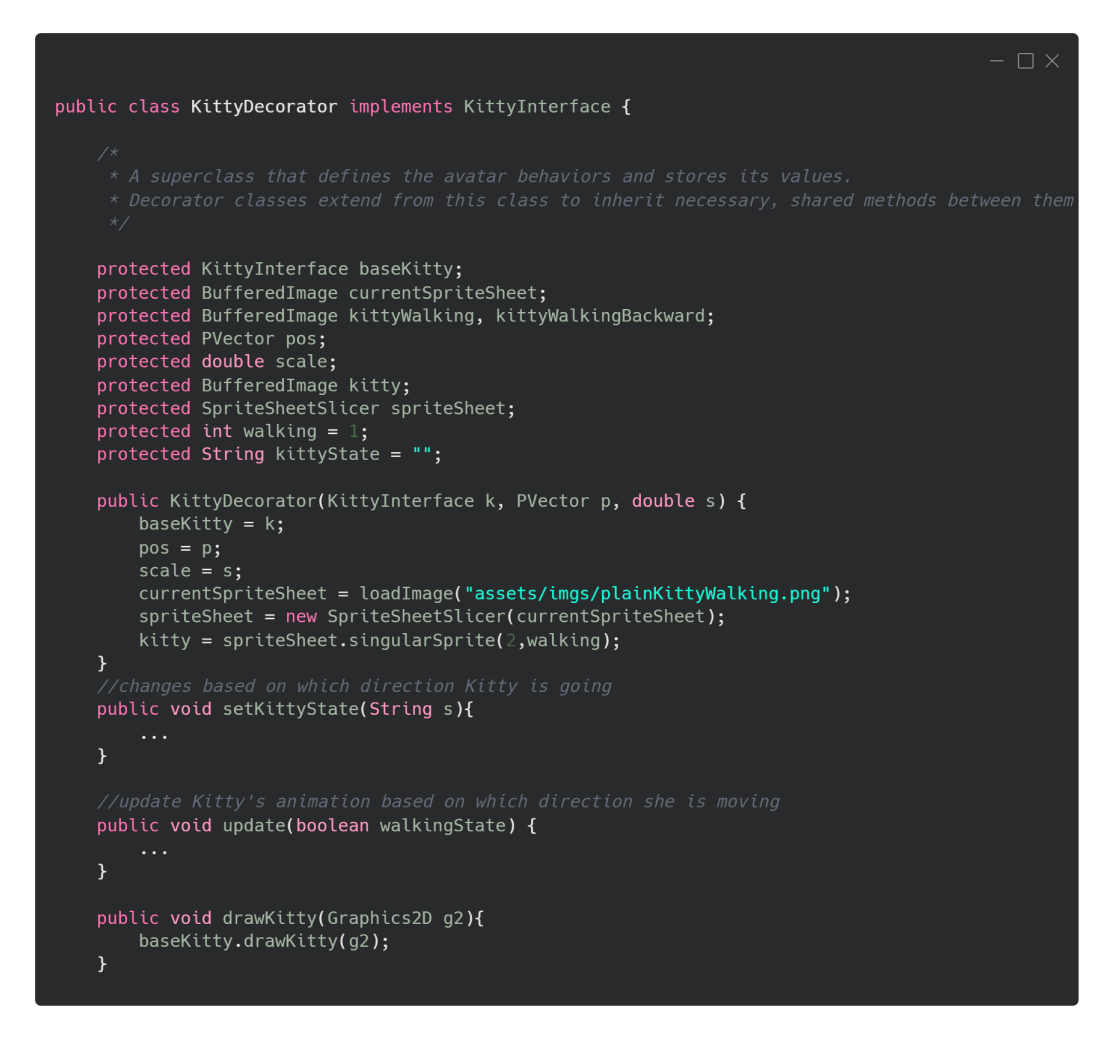 public class KittyDecorator implements KittyInterface {
/*
* A superclass that defines the avatar behaviors and stores its values.
* Decorator classes extend from this class to inherit necessary, shared methods between them
*/
protected KittyInterface baseKitty;
protected BufferedImage currentSpriteSheet;
protected BufferedImage kittyWalking, kittyWalkingBackward;
protected PVector pos;
protected double scale;
protected BufferedImage kitty;
protected SpriteSheetSlicer spriteSheet;
protected int walking = 1;
protected String kittyState = "";
public KittyDecorator(KittyInterface k, PVector p, double s) {
baseKitty = k;
pos = p;
scale = s;
currentSpriteSheet = loadImage("assets/imgs/plainKittyWalking.png");
spriteSheet = new SpriteSheetSlicer(currentSpriteSheet);
kitty = spriteSheet.singularSprite(2,walking);
}
//changes based on which direction Kitty is going
public void setKittyState(String s){
...
}
//update Kitty's animation based on which direction she is moving
public void update(boolean walkingState) {
...
}
public void drawKitty(Graphics2D g2){
baseKitty.drawKitty(g2);
}